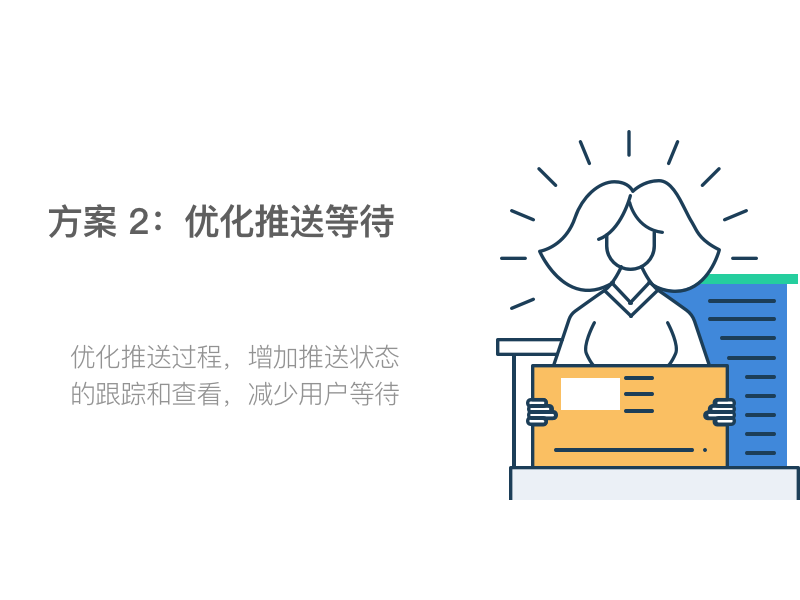 方案 2：优化推送等待
优化推送过程，增加推送状态
的跟踪和查看，减少用户等待